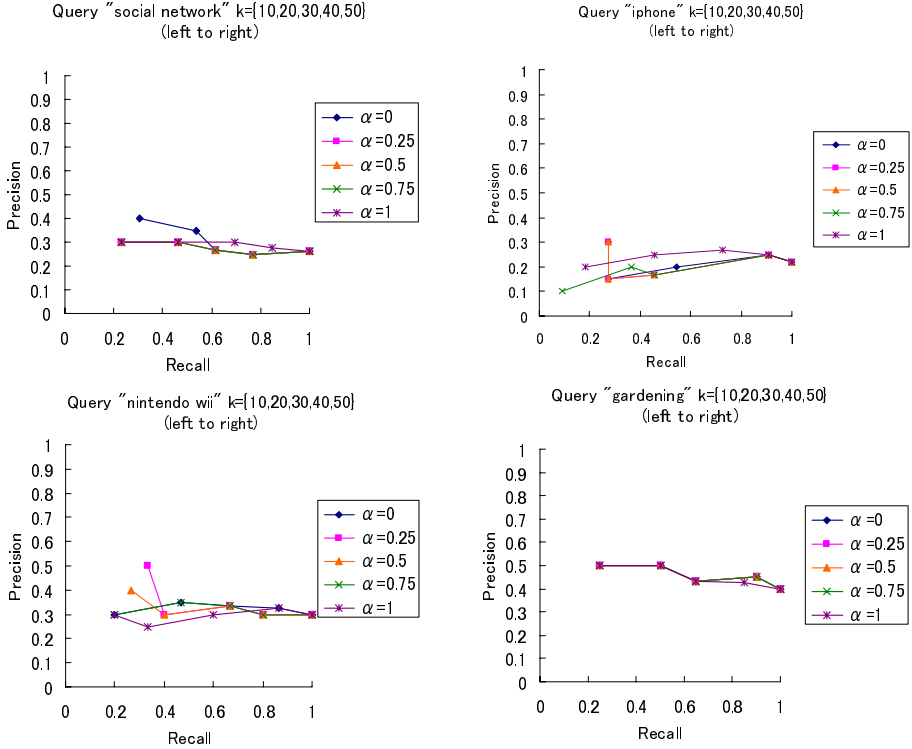 Query "social network" k={10,20,30,40,50}
(left to right)
1
0.9
0.8
0.7
0.6
0.5
0.4
0.3
0.2
0.1
0
Precision
0
0.2
0.4
0.6
0.8
1
Recall
α=0
α=0.25
α=0.5
α=0.75
α=1
Query "iphone" k={10,20,30,40,50}
(left to right)
1
0.9
0.8
0.7
0.6
0.5
0.4
0.3
0.2
0.1
0
Precision
0
0.2
0.4
0.6
0.8
1
Recall
α=0
α=0.25
α=0.5
α=0.75
α=1
Query "nintendo wii" k={10,20,30,40,50}
(left to right)
1
0.9
0.8
0.7
0.6
0.5
0.4
0.3
0.2
0.1
0
Precision
0
0.2
0.4
0.6
0.8
1
Recall
α=0
α=0.25
α=0.5
α=0.75
α=1
Query "gardening" k={10,20,30,40,50}
(left to right)
1
0.9
0.8
0.7
0.6
0.5
0.4
0.3
0.2
0.1
0
Precision
0
0.2
0.4
0.6
0.8
1
Recall
α=0
α=0.25
α=0.5
α=0.75
α=1